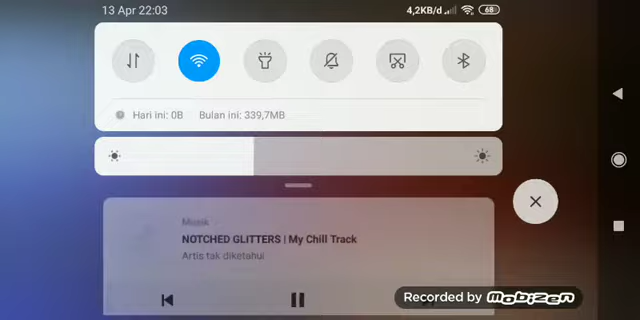 13 Apr 22:03
4,2KB/d
68
Hari ini: 0B Bulan ini: 339,7MB
Musik
NOTCHED GLITTERS | My Chill Track
Artis tak diketahui
Recorded by mobizen